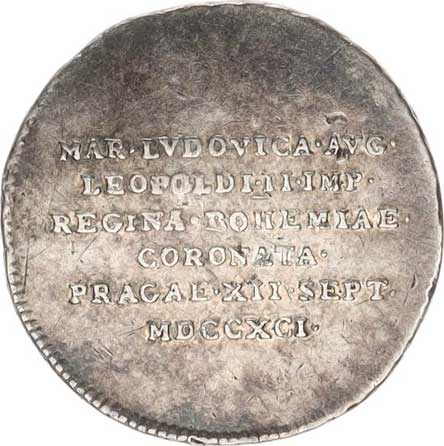 MAR·LVDOVICA·AVG·
LEOPOLDI·II·IMP·
REGINA·BOHEMIAE·
CORONATA·
PRAGAE·XII·SEPT·
MDCCXCI·